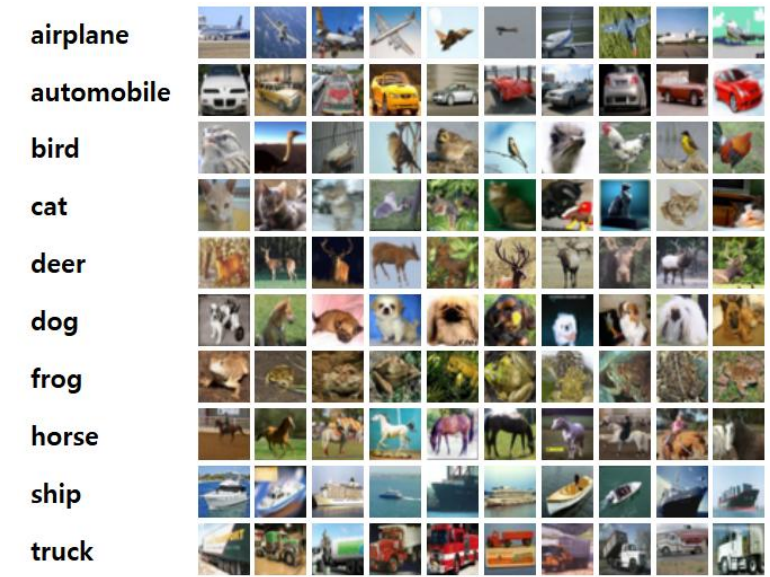 airplane
automobile
bird
cat
deer
dog
frog
horse
ship
truck